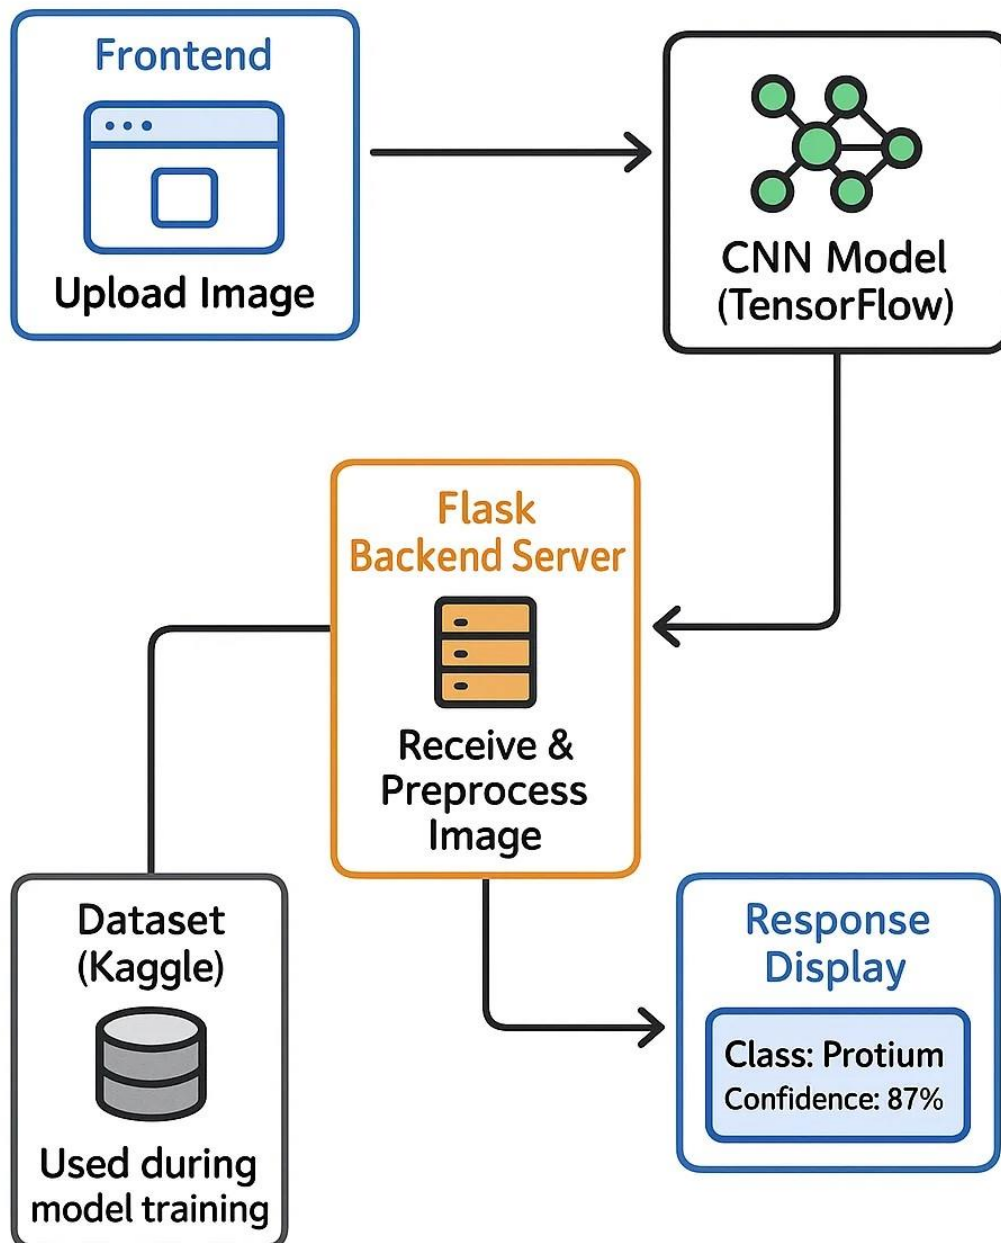 Frontend
Upload Image
CNN Model
(TensorFlow)
Flask
Backend Server
Receive &
Preprocess
Image
Dataset
(Kaggle)
Used during
model training
Response
Display
Class: Protium
Confidence: 87%